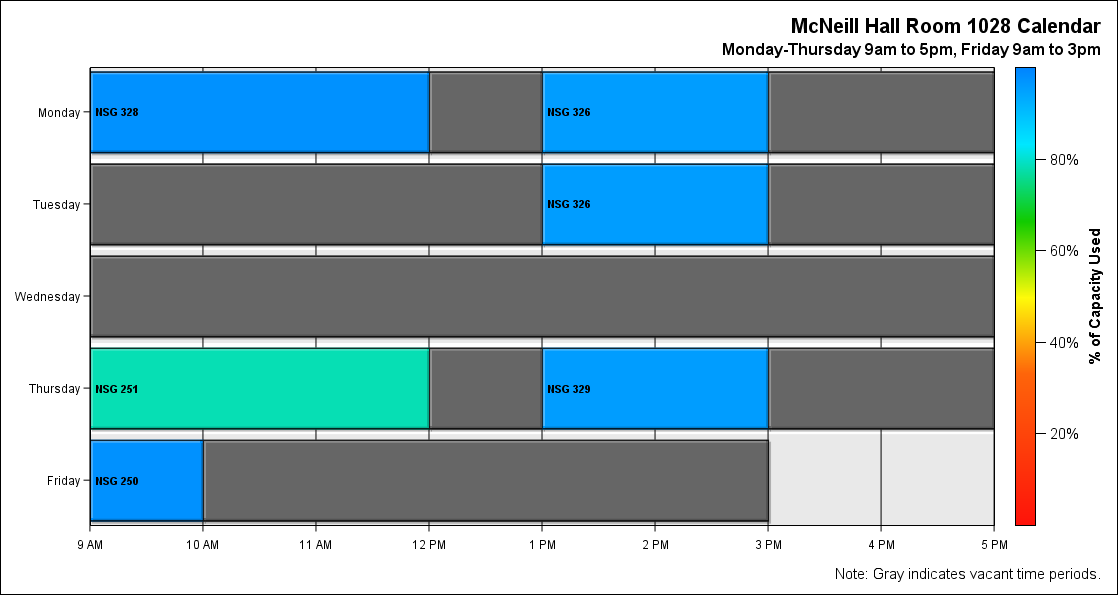 McNeill Hall Room 1028 Calendar
Monday-Thursday 9am to 5pm, Friday 9am to 3pm
Monday
NSG 328
NSG 326
Tuesday
NSG 326
Wednesday
Thursday
NSG 251
NSG 329
Friday
NSG 250
9 AM
10 AM
11 AM
12 PM
1 PM
2 PM
3 PM
4 PM
5 PM
80%
60%
40%
20%
% of Capacity Used
Note: Gray indicates vacant time periods.